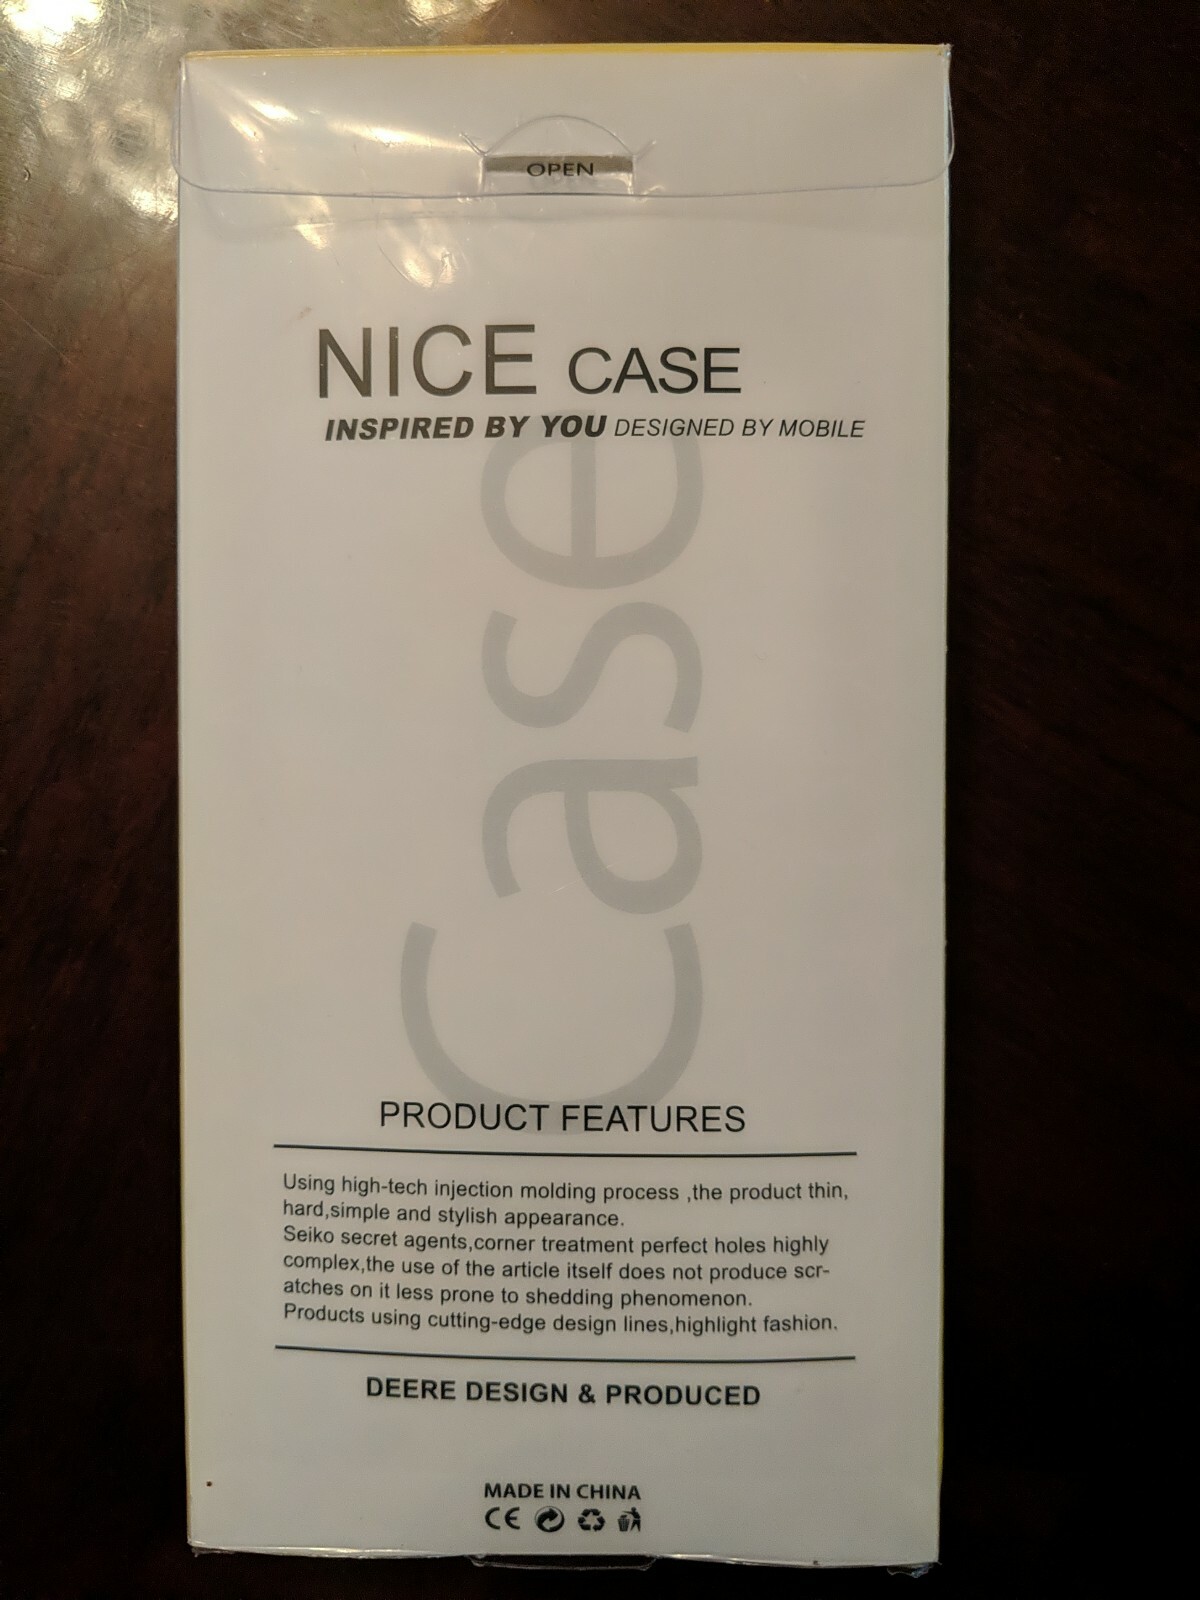 OPEN
NICE CASE
INSPIRED BY YOU DESIGNED BY MOBILE
Case
PRODUCT FEATURES
Using high-tech injection molding process ,the product thin,
hard,simple and stylish appearance.
Seiko secret agents,corner treatment perfect holes highly
complex,the use of the article itself does not produce scr-
atches on it less prone to shedding phenomenon.
Products using cutting-edge design lines,highlight fashion.
DEERE DESIGN & PRODUCED
MADE IN CHINA
CE